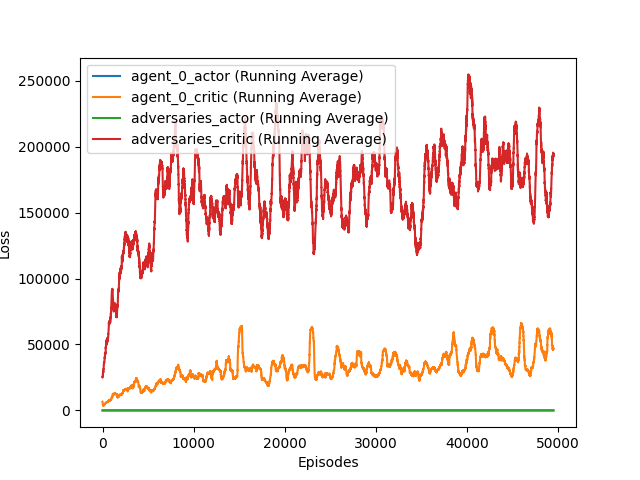 agent_0_actor (Running Average)
agent_0_critic (Running Average)
adversaries_actor (Running Average)
adversaries_critic (Running Average)
250000
200000
150000
100000
50000
0
Loss
0 10000 20000 30000 40000 50000
Episodes